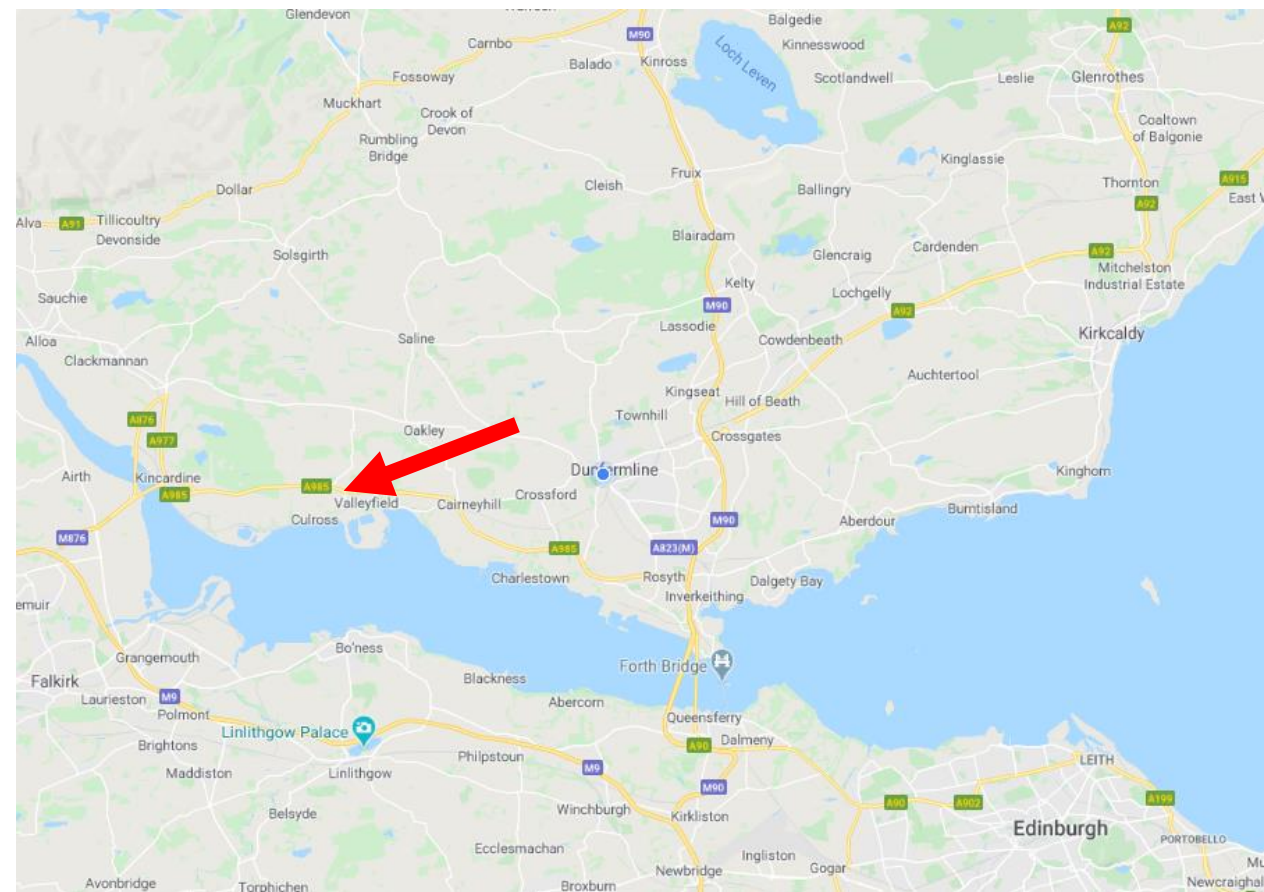 Glendevon
Balgedie
A92
M90
Carnbo
Kinnesswood
Loch Leven
Balado
Kinross
Fossoway
Scotlandwell
Leslie
Glenrothes
Muckhart
Crook of
Devon
Coaltown
of Balgonie
Rumbling
Bridge
Kinglassie
Fruix
Cleish
Ballingry
Thornton
A915
Dollar
A92
East
Alva
A91
Tillicoultry
Devonside
Blairadam
Solsgirth
Glencraig
Cardenden
A92
Mitchelston
Industrial Estate
Kelty
Lochgelly
Sauchie
M90
A92
Lassodie
Alloa
Saline
Cowdenbeath
Kirkcaldy
Clackmannan
Auchtertool
Kingseat
Hill of Beath
A876
Townhill
Oakley
Crossgates
A977
Dunfermline
Kinghorn
Airth
Kincardine
A985
A985
Valleyfield
Cairneyhill
Crossford
Culross
Burntisland
M90
Aberdour
M876
A985
A823(M)
Charlestown
Rosyth
Dalgety Bay
Inverkeithing
emuir
Grangemouth
Bo'ness
Forth Bridge
Falkirk
Blackness
Laurieston
M9
Abercorn
Polmont
Queensferry
Linlithgow Palace
Brightons
A90
Dalmeny
Philpstoun
LEITH
Maddiston
Linlithgow
M9
M90
A90
A902
A199
Winchburgh
Kirkliston
Belsyde
Edinburgh
PORTOBELLO
Ecclesmachan
Ingliston
Mu
Newbridge
Gogar
Avonbridge
Torphichen
Broxburn
Newcraighal